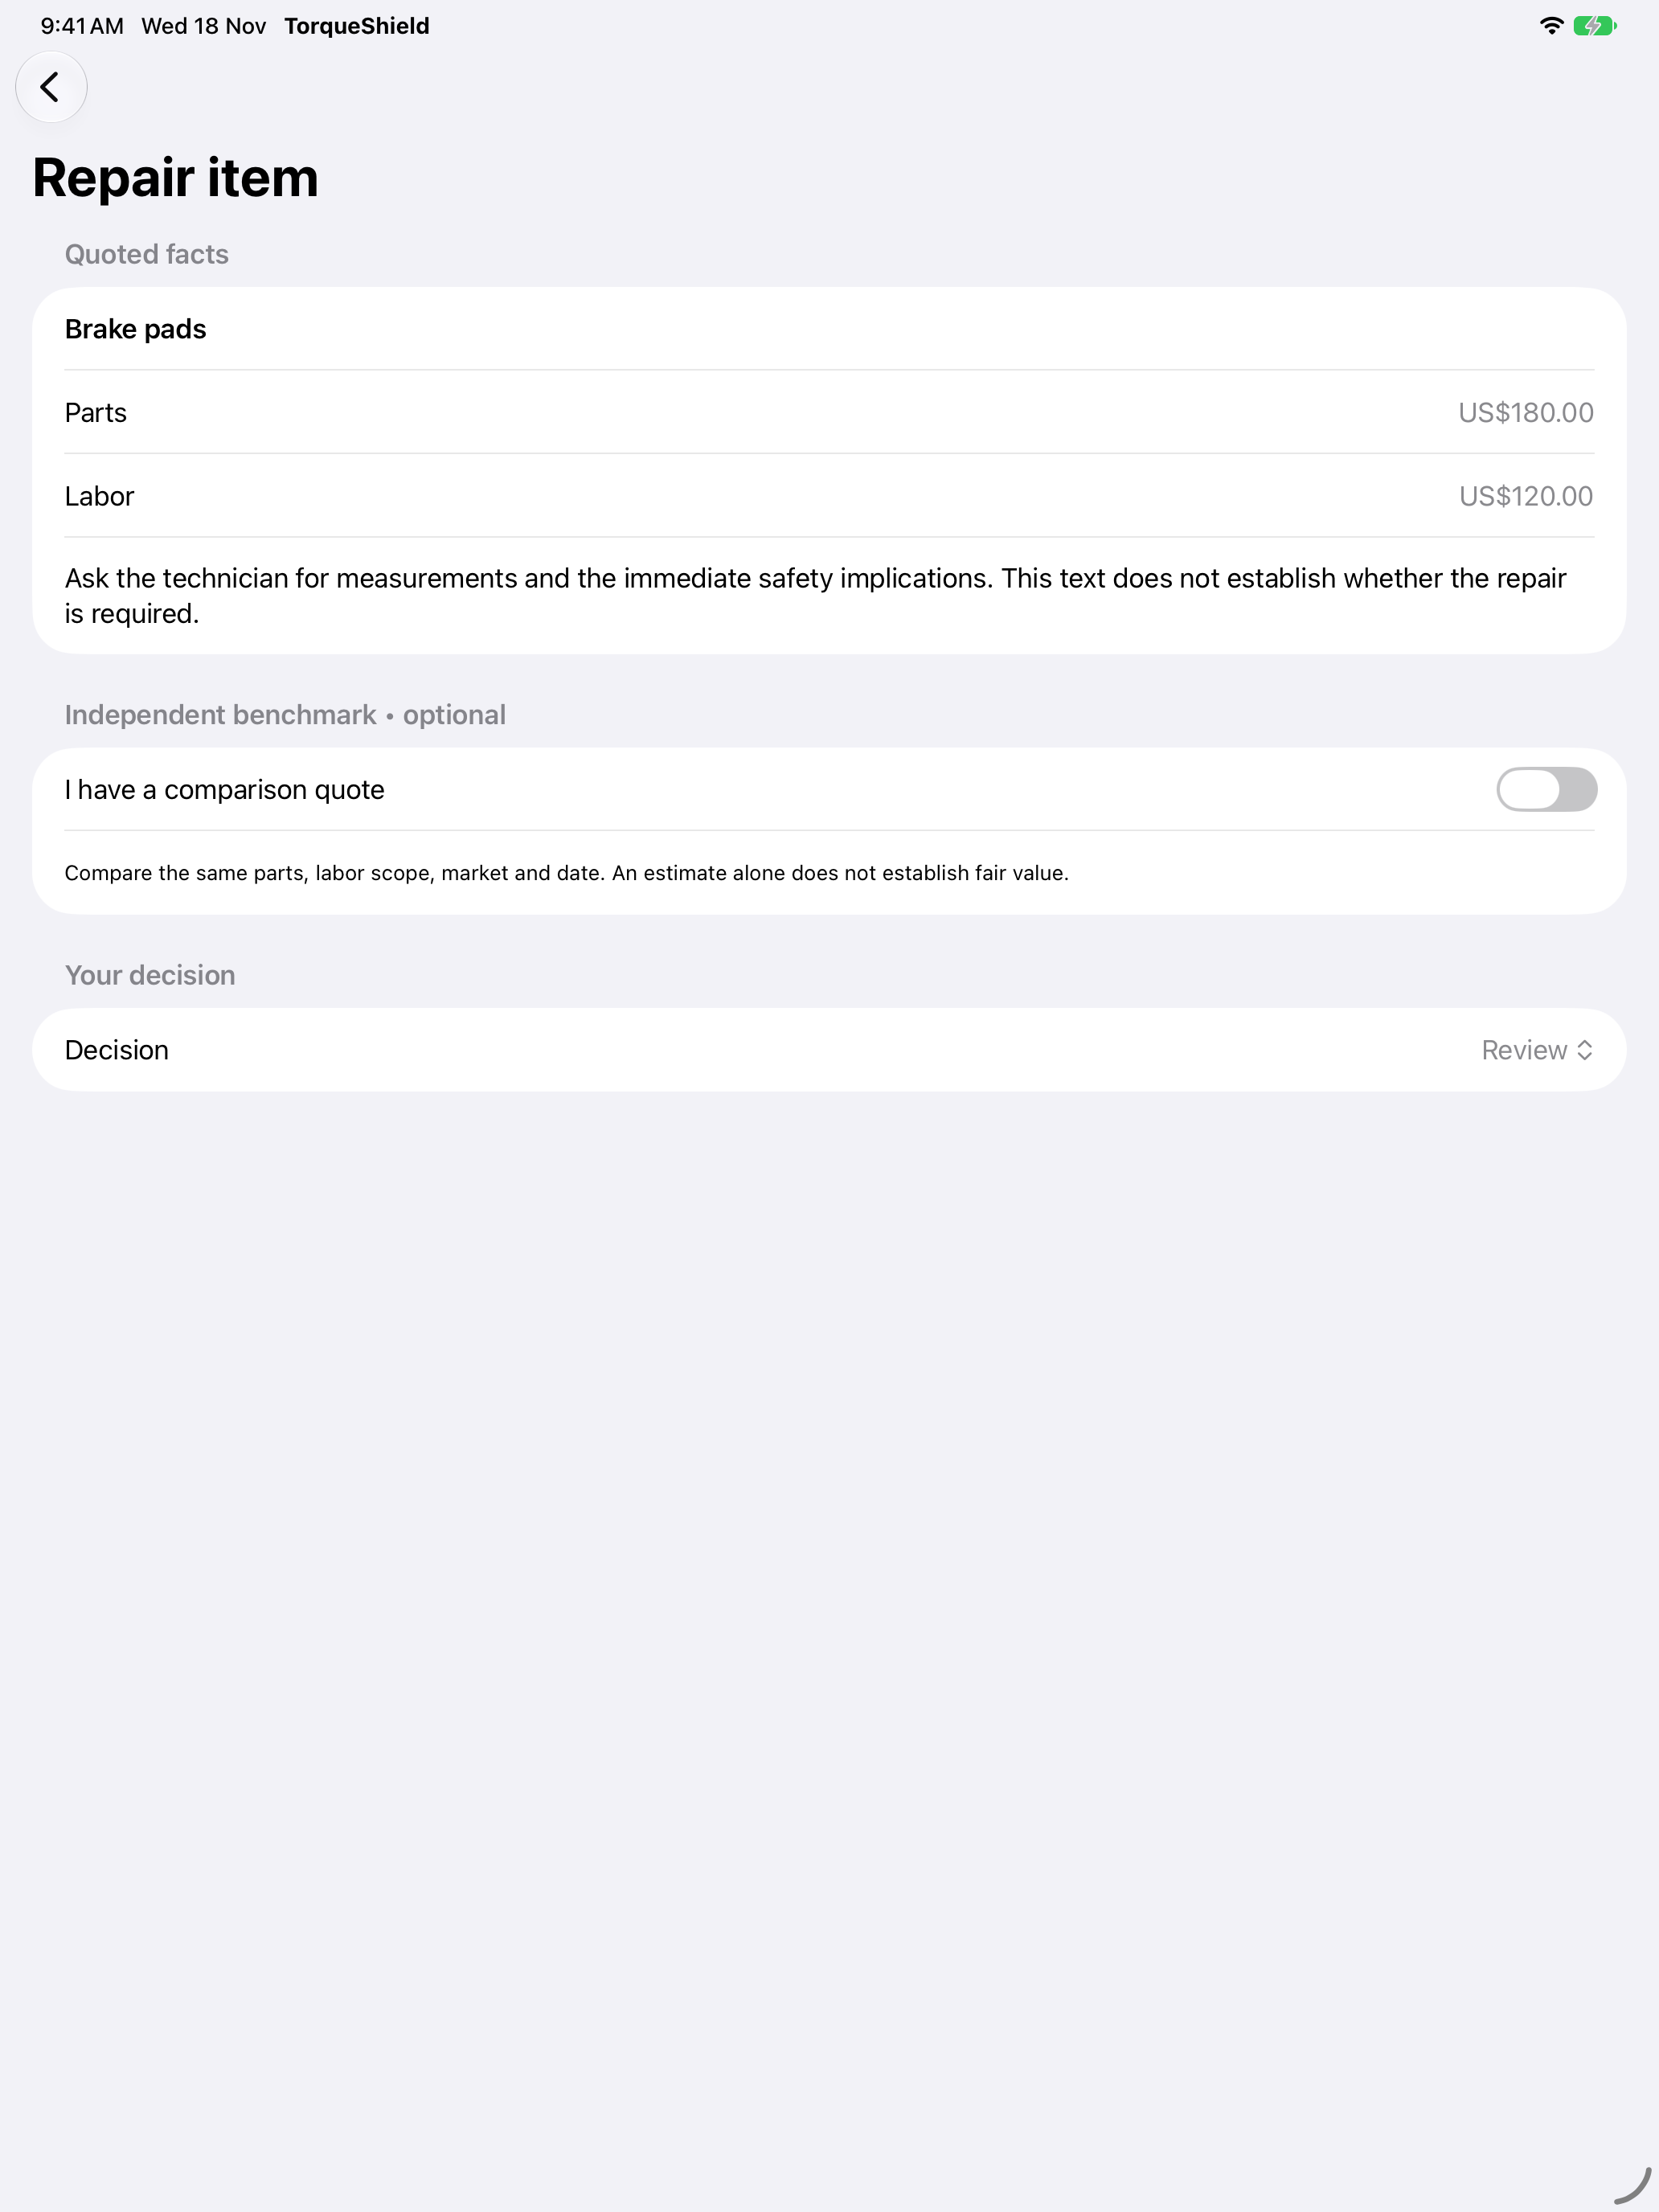 9:41 AM Wed 18 Nov TorqueShield
Repair item
Quoted facts
Brake pads
Parts US$180.00
Labor US$120.00
Ask the technician for measurements and the immediate safety implications. This text does not establish whether the repair
is required.
Independent benchmark • optional
I have a comparison quote
Compare the same parts, labor scope, market and date. An estimate alone does not establish fair value.
Your decision
Decision Review